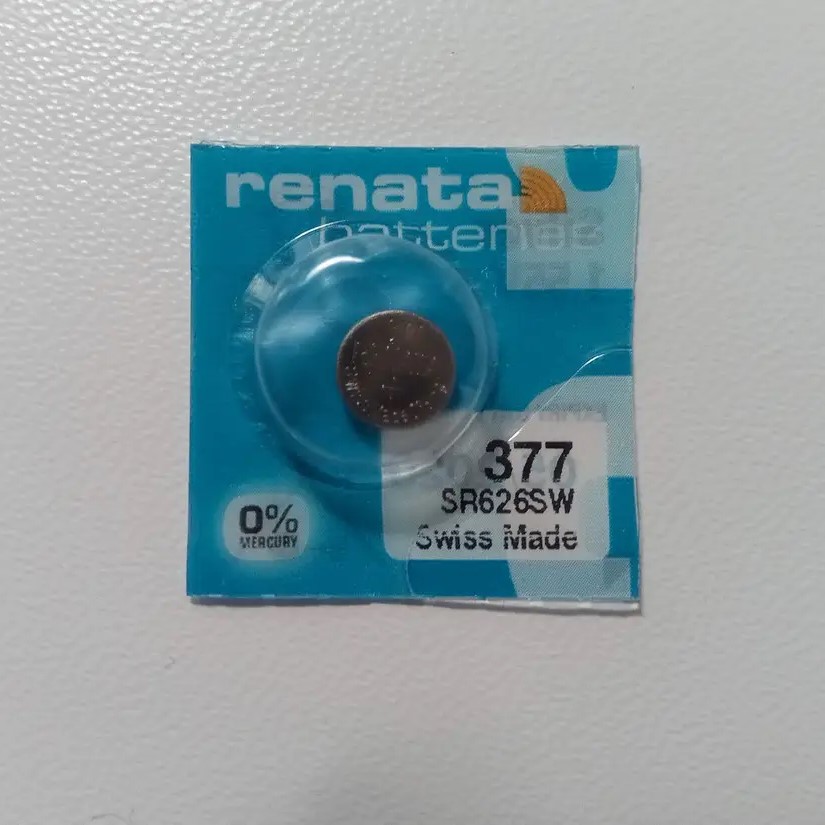 renata
batteries
377
SR626SW
Swiss Made
0%
MERCURY